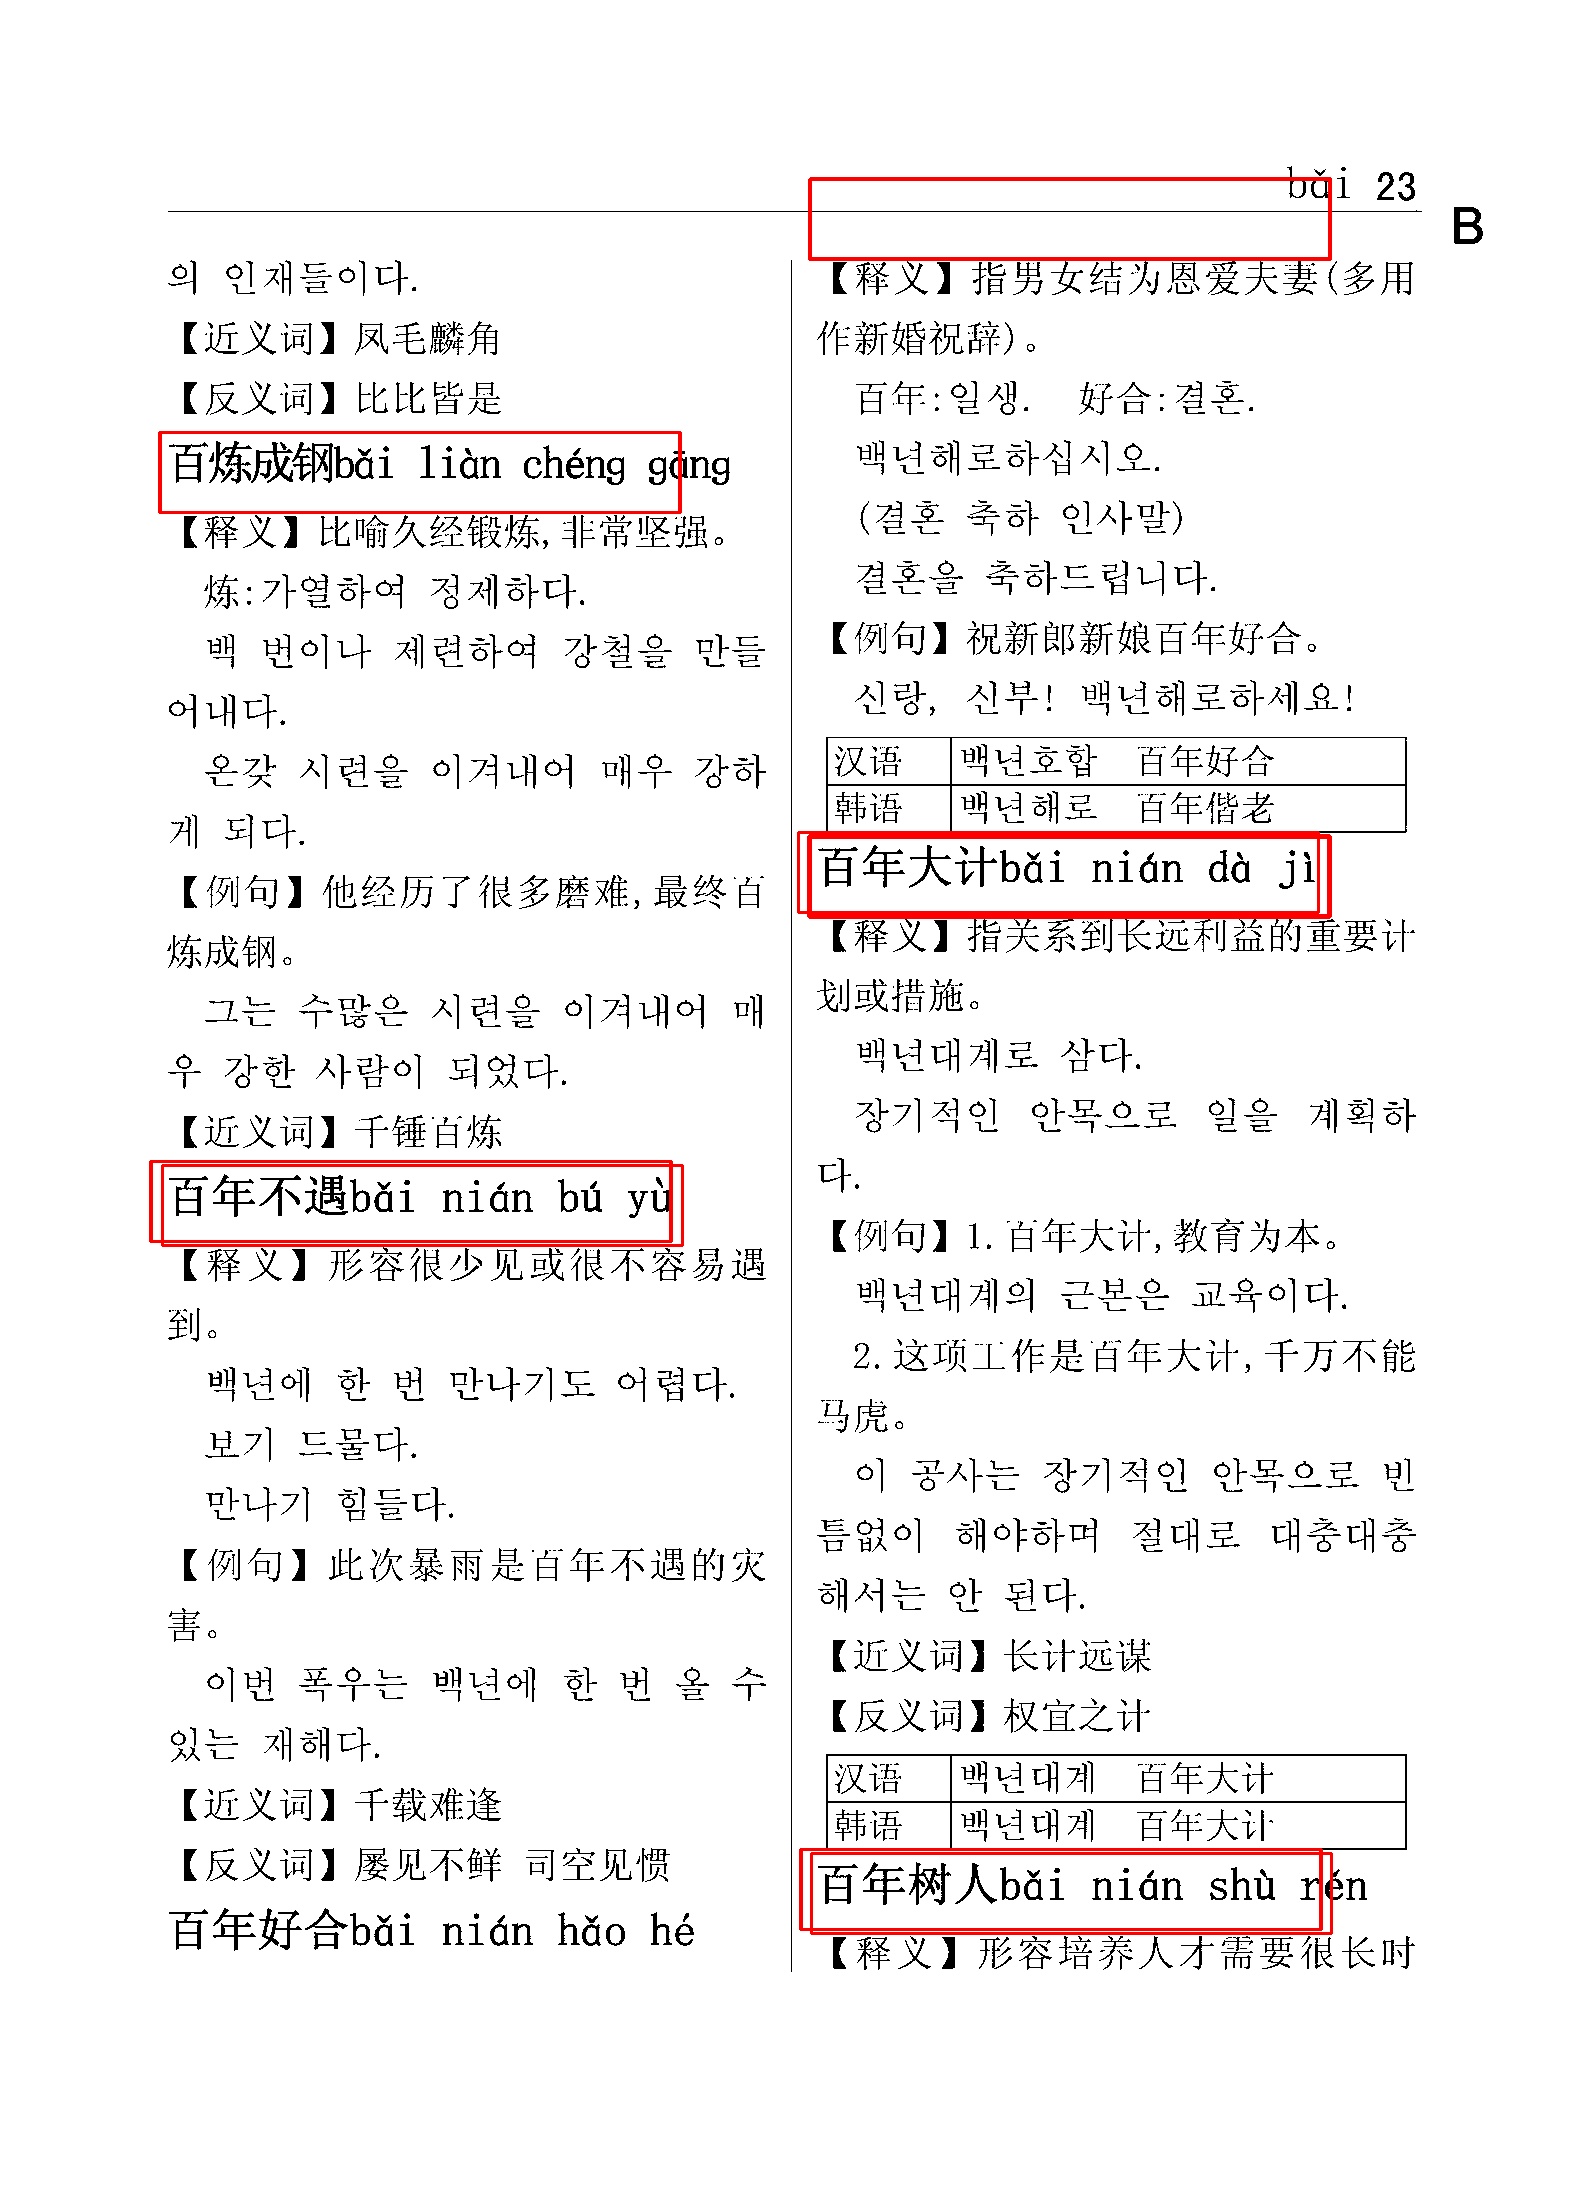 bǎi 23
B
의 인재들이다.
【近义词】凤毛麟角
【反义词】比比皆是
百炼成钢bǎi liàn chéng gāng
【释义】比喻久经锻炼,非常坚强。
炼:가열하여 정제하다.
백 번이나 제련하여 강철을 만들
어내다.
온갖 시련을 이겨내어 매우 강하
게 되다.
【例句】他经历了很多磨难,最终百
炼成钢。
그는 수많은 시련을 이겨내어 매
우 강한 사람이 되었다.
【近义词】千锤百炼
百年不遇bǎi nián bú yù
【释义】形容很少见或很不容易遇
到。
백년에 한 번 만나기도 어렵다.
보기 드물다.
만나기 힘들다.
【例句】此次暴雨是百年不遇的灾
害。
이번 폭우는 백년에 한 번 올 수
있는 재해다.
【近义词】千载难逢
【反义词】屡见不鲜 司空见惯
百年好合bǎi nián hǎo hé
【释义】指男女结为恩爱夫妻(多用
作新婚祝辞)。
百年:일생. 好合:결혼.
백년해로하십시오.
(결혼 축하 인사말)
결혼을 축하드립니다.
【例句】祝新郎新娘百年好合。
신랑, 신부! 백년해로하세요!
汉语 백년호합 百年好合
韩语 백년해로 百年偕老
百年大计bǎi nián dà jì
【释义】指关系到长远利益的重要计
划或措施。
백년대계로 삼다.
장기적인 안목으로 일을 계획하
다.
【例句】1.百年大计,教育为本。
백년대계의 근본은 교육이다.
2.这项工作是百年大计,千万不能
马虎。
이 공사는 장기적인 안목으로 빈
틈없이 해야하며 절대로 대충대충
해서는 안 된다.
【近义词】长计远谋
【反义词】权宜之计
汉语 백년대계 百年大计
韩语 백년대계 百年大计
百年树人bǎi nián shù rén
【释义】形容培养人才需要很长时